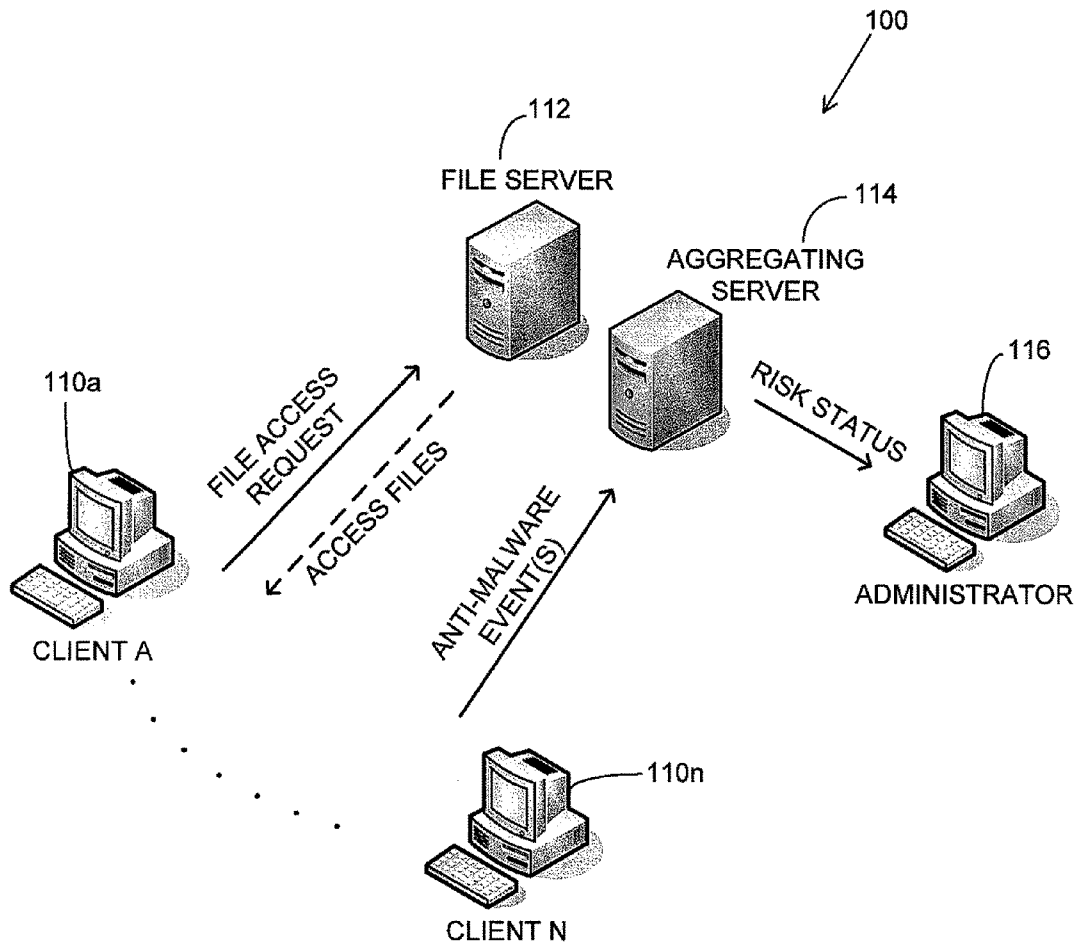 100
112
FILE SERVER
114
AGGREGATING
SERVER
116
RISK STATUS
110a
FILE ACCESS
REQUEST
ACCESS FILES
ANTI-MALWARE
EVENT(S)
ADMINISTRATOR
CLIENT A
110n
CLIENT N